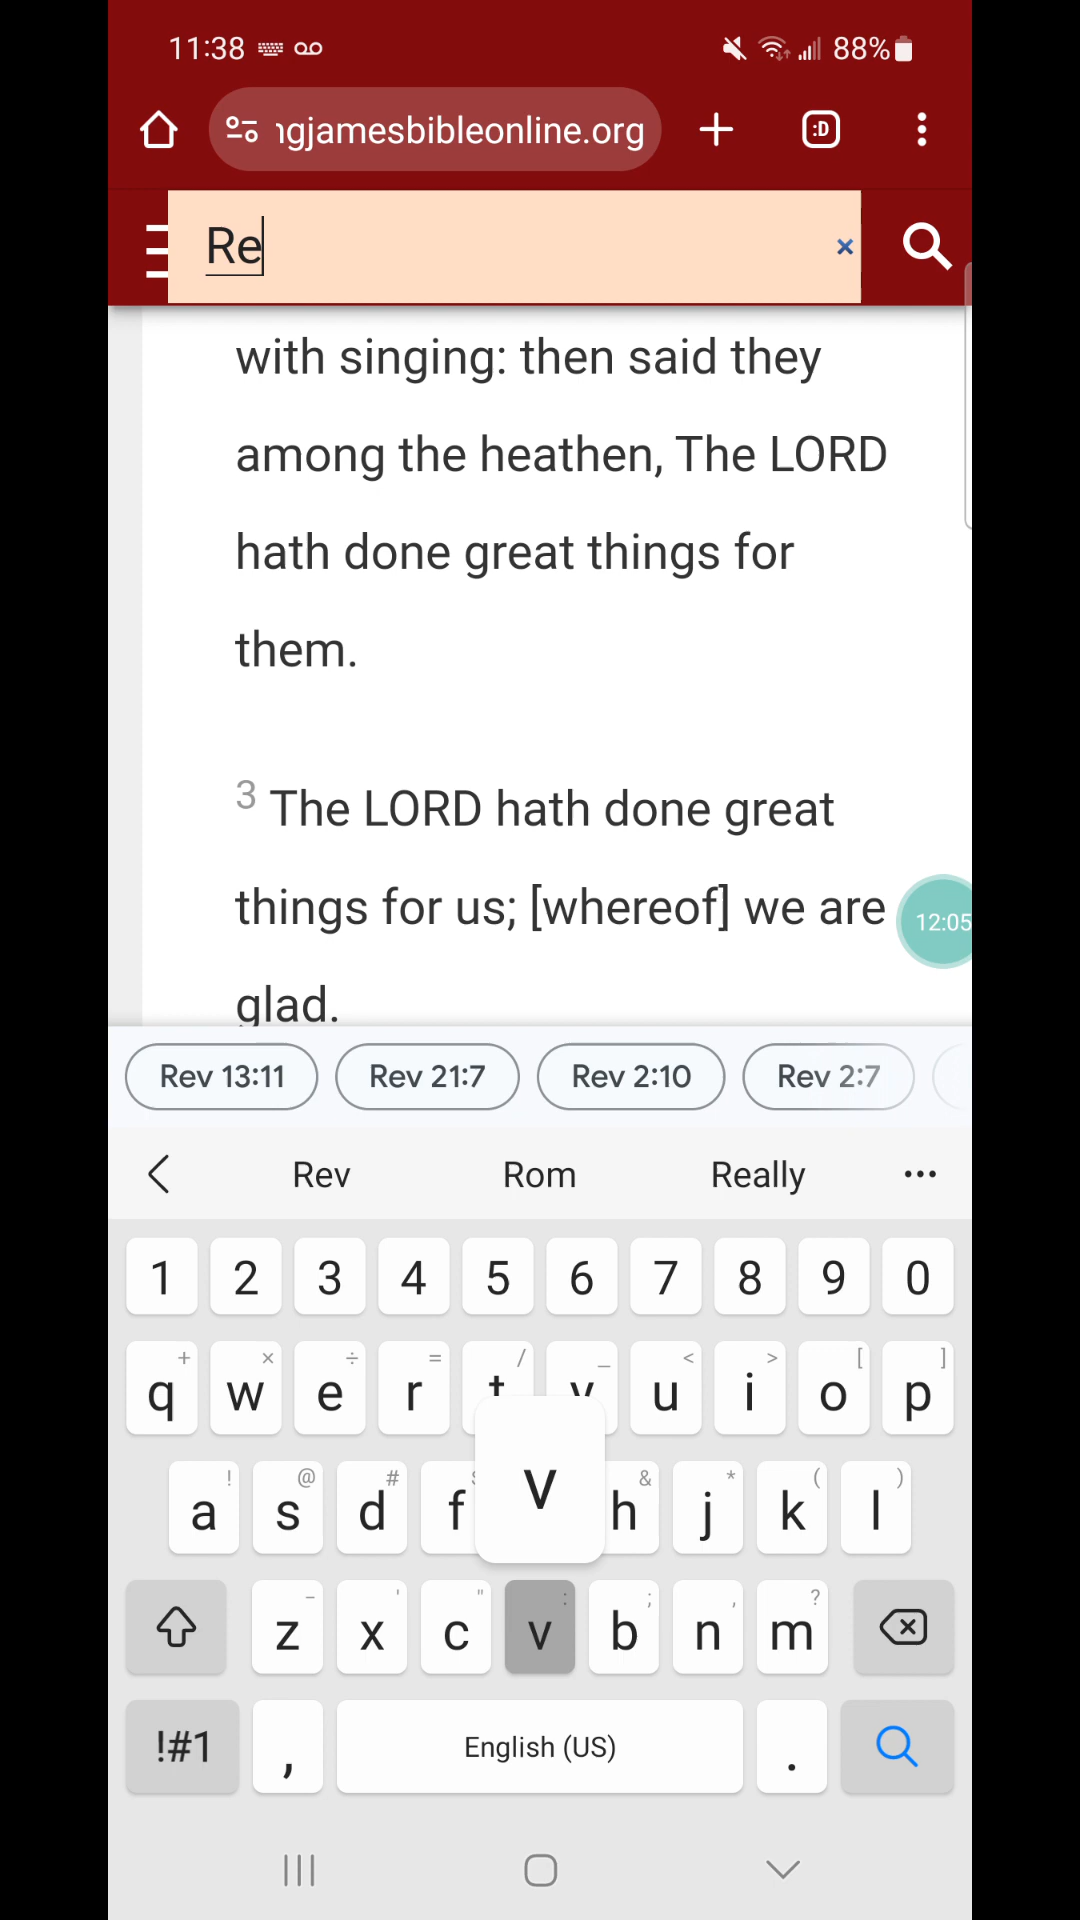 11:38 88%
ngjamesbibleonline.org :D
Re ×
with singing: then said they
among the heathen, The LORD
hath done great things for
them.
3 The LORD hath done great
things for us; [whereof] we are
glad.
12:05
Rev 13:11 Rev 21:7 Rev 2:10 Rev 2:7
Rev Rom Really ...
1 2 3 4 5 6 7 8 9 0
+ × ÷ = / _ < > [ ]
q w e r t y u i o p
! @ # & * ( )
a s d f v h j k l
- ' " : ; , ?
z x c v b n m
!#1 , English (US) .